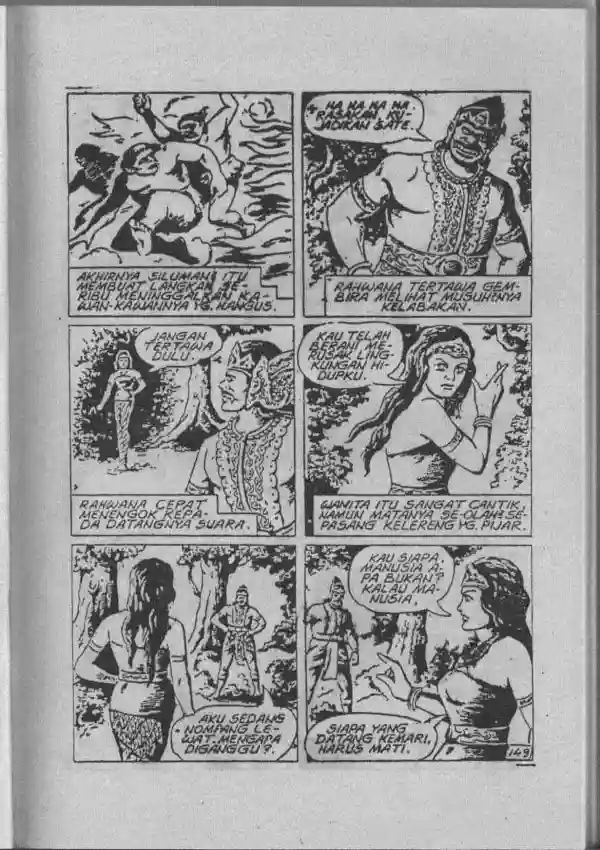 AKHIRNYA SILUMAN² ITU
MEMBUAT LANGKAH SE-
RIBU MENINGGALKAN KA-
WAN-KAWANNYA YG. HANGUS.
HA HA HA HA
RASAKAN KU-
JADIKAN SATE.
RAHWANA TERTAWA GEM-
BIRA MELIHAT MUSUHNYA
KELABAKAN.
JANGAN
TERTAWA
DULU.
RAHWANA CEPAT
MENENGOK KEPA-
DA DATANGNYA SUARA.
KAU TELAH
BERANI ME-
RUSAK LING-
KUNGAN HI-
DUPKU.
WANITA ITU SANGAT CANTIK,
NAMUN MATANYA SE-OLAH² SE-
PASANG KELERENG YG. PIJAR.
AKU SEDANG
NOMPANG LE-
WAT. MENGAPA
DIGANGGU?.
KAU SIAPA,
MANUSIA A-
PA BUKAN?
KALAU MA-
NUSIA,
SIAPA YANG
DATANG KEMARI,
HARUS MATI.
149